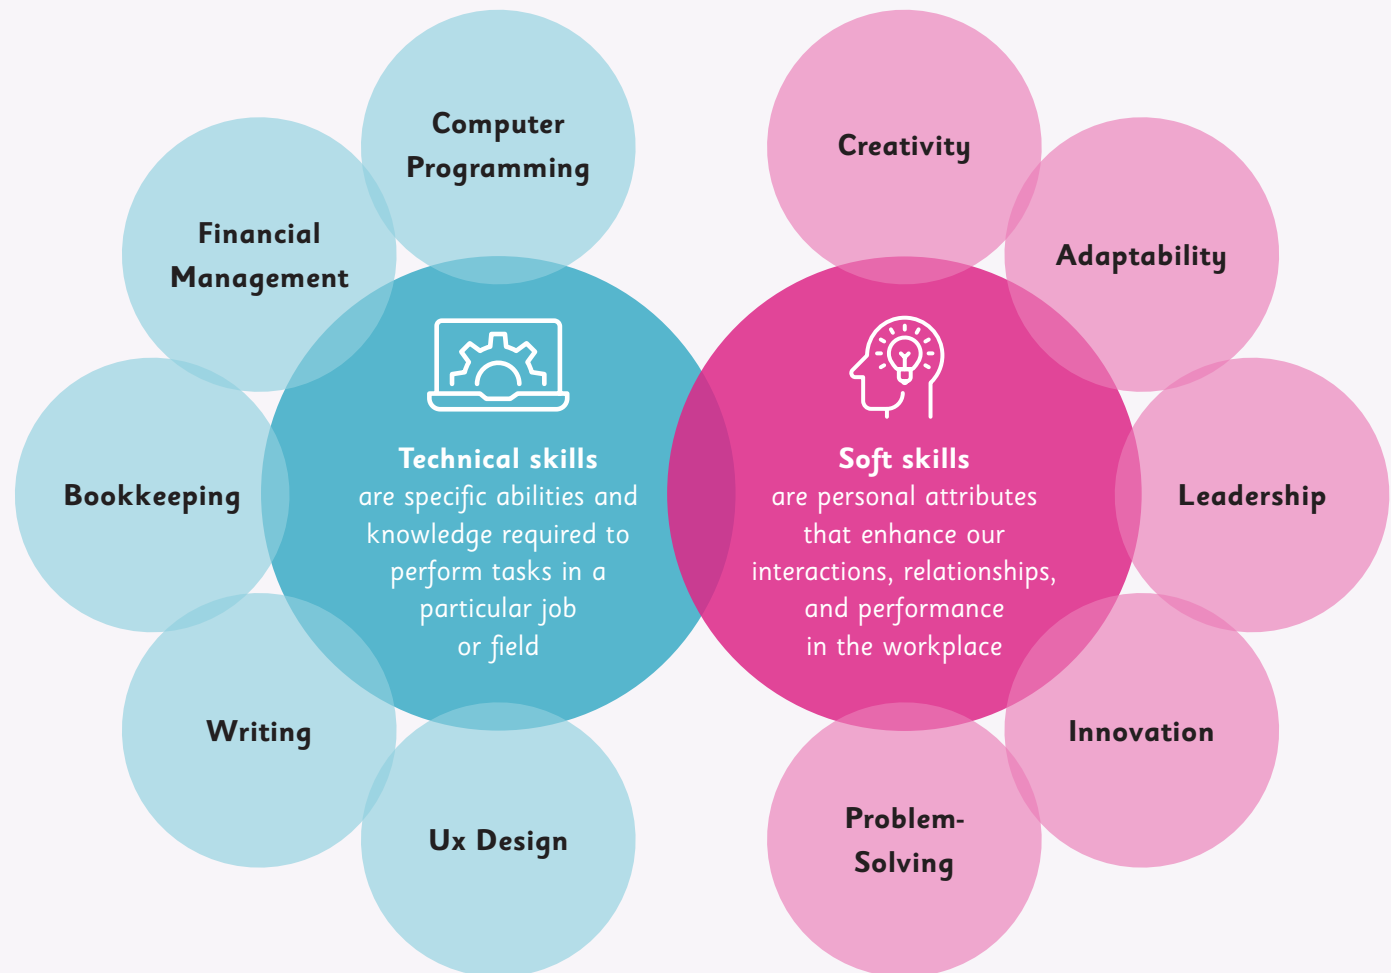 Computer
Programming
Financial
Management
Bookkeeping
Writing
Ux Design
Technical skills
are specific abilities and
knowledge required to
perform tasks in a
particular job
or field
Soft skills
are personal attributes
that enhance our
interactions, relationships,
and performance
in the workplace
Creativity
Adaptability
Leadership
Innovation
Problem-
Solving